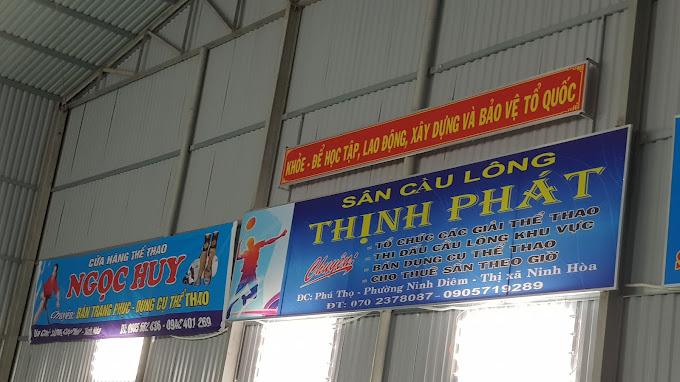 KHỎE - ĐỂ HỌC TẬP, LAO ĐỘNG, XÂY DỰNG VÀ BẢO VỆ TỔ QUỐC
SÂN CẦU LÔNG
THỊNH PHÁT
Chuyên:
- TỔ CHỨC CÁC GIẢI THỂ THAO
- THI ĐẤU CẦU LÔNG KHU VỰC
- BÁN DỤNG CỤ THỂ THAO
- CHO THUÊ SÂN THEO GIỜ
ĐC: Phú Thọ - Phường Ninh Diêm - Thị xã Ninh Hòa
ĐT: 070 2378087 - 0905719289
CỬA HÀNG THỂ THAO
NGỌC HUY
Chuyên: BÁN TRANG PHỤC - DỤNG CỤ THỂ THAO